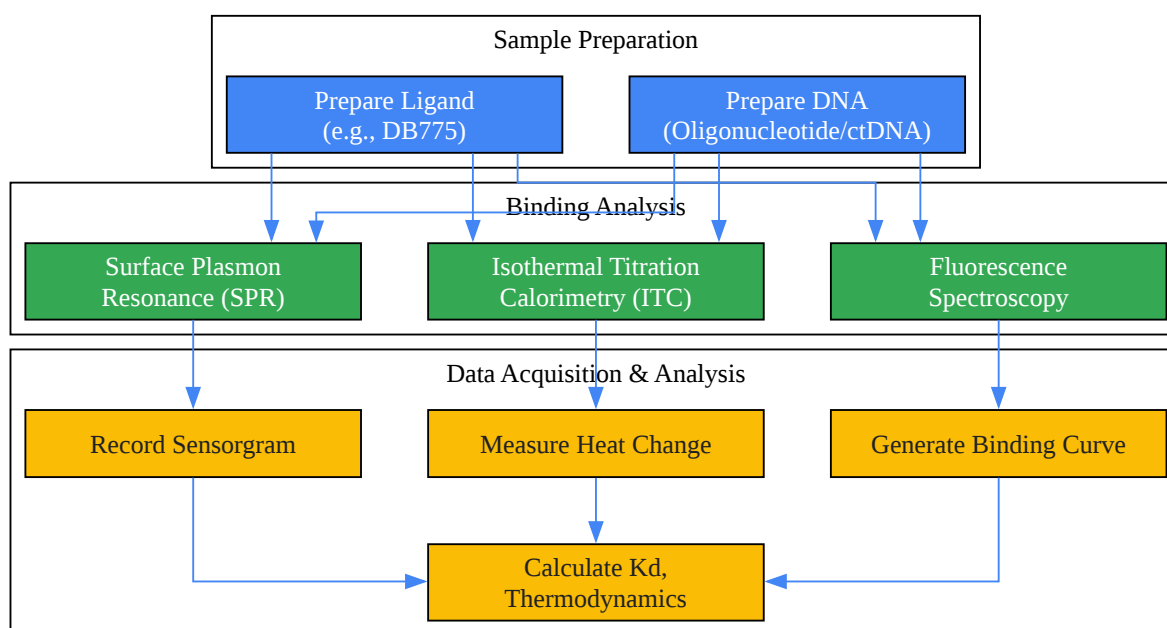 Sample Preparation
Prepare Ligand
(e.g., DB775)
Prepare DNA
(Oligonucleotide/ctDNA)
Binding Analysis
Surface Plasmon
Resonance (SPR)
Isothermal Titration
Calorimetry (ITC)
Fluorescence
Spectroscopy
Data Acquisition & Analysis
Record Sensorgram
Measure Heat Change
Generate Binding Curve
Calculate Kd,
Thermodynamics